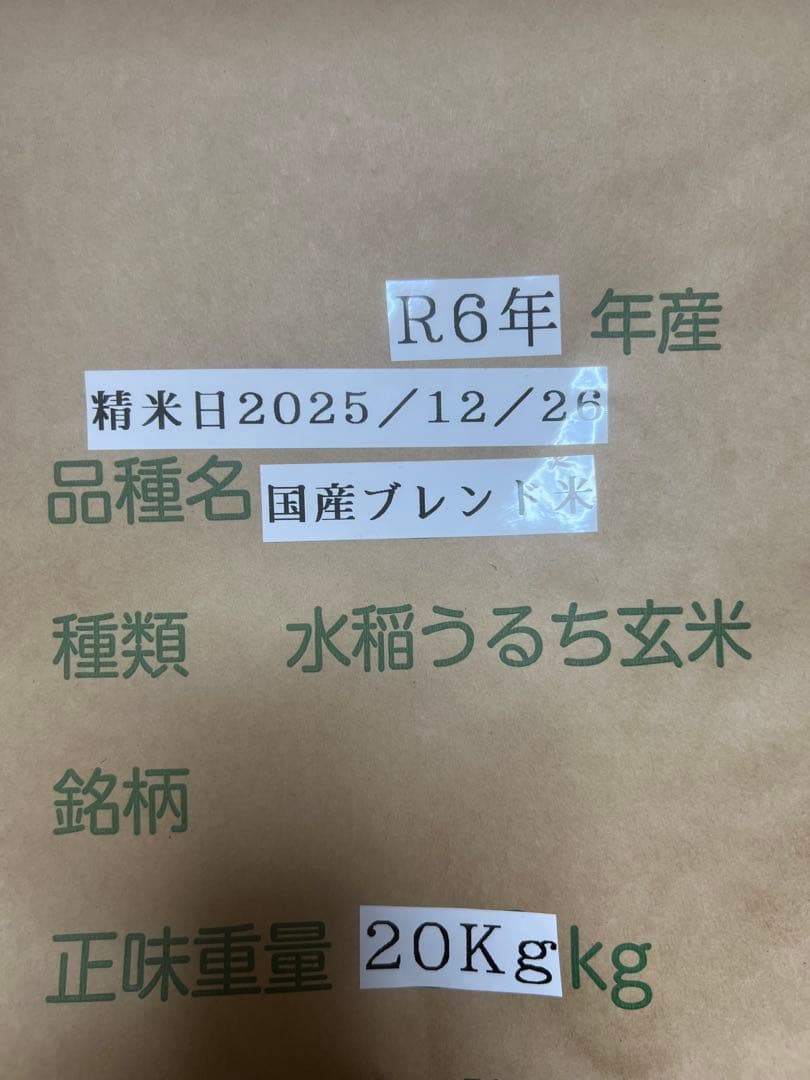 R6年 年産
精米日2025/12/26
品種名 国産ブレンド米
種類 水稲うるち玄米
銘柄
正味重量 20Kg kg